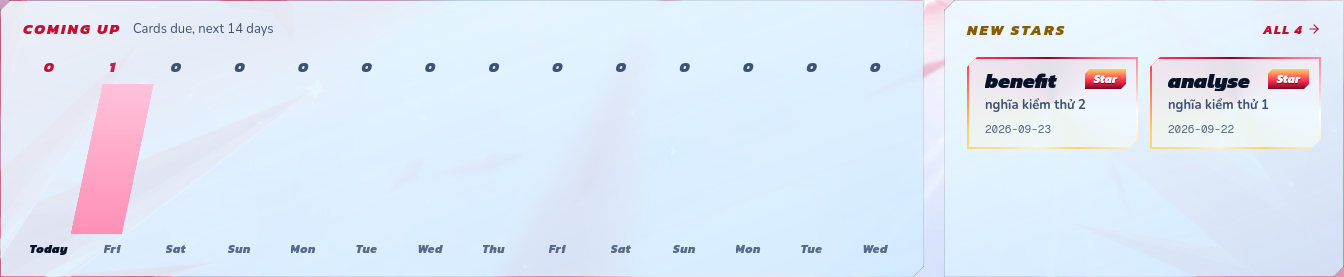 COMING UP Cards due, next 14 days
0 1 0 0 0 0 0 0 0 0 0 0 0 0
Today Fri Sat Sun Mon Tue Wed Thu Fri Sat Sun Mon Tue Wed
NEW STARS ALL 4 →
benefit Star
nghĩa kiểm thử 2
2026-09-23
analyse Star
nghĩa kiểm thử 1
2026-09-22